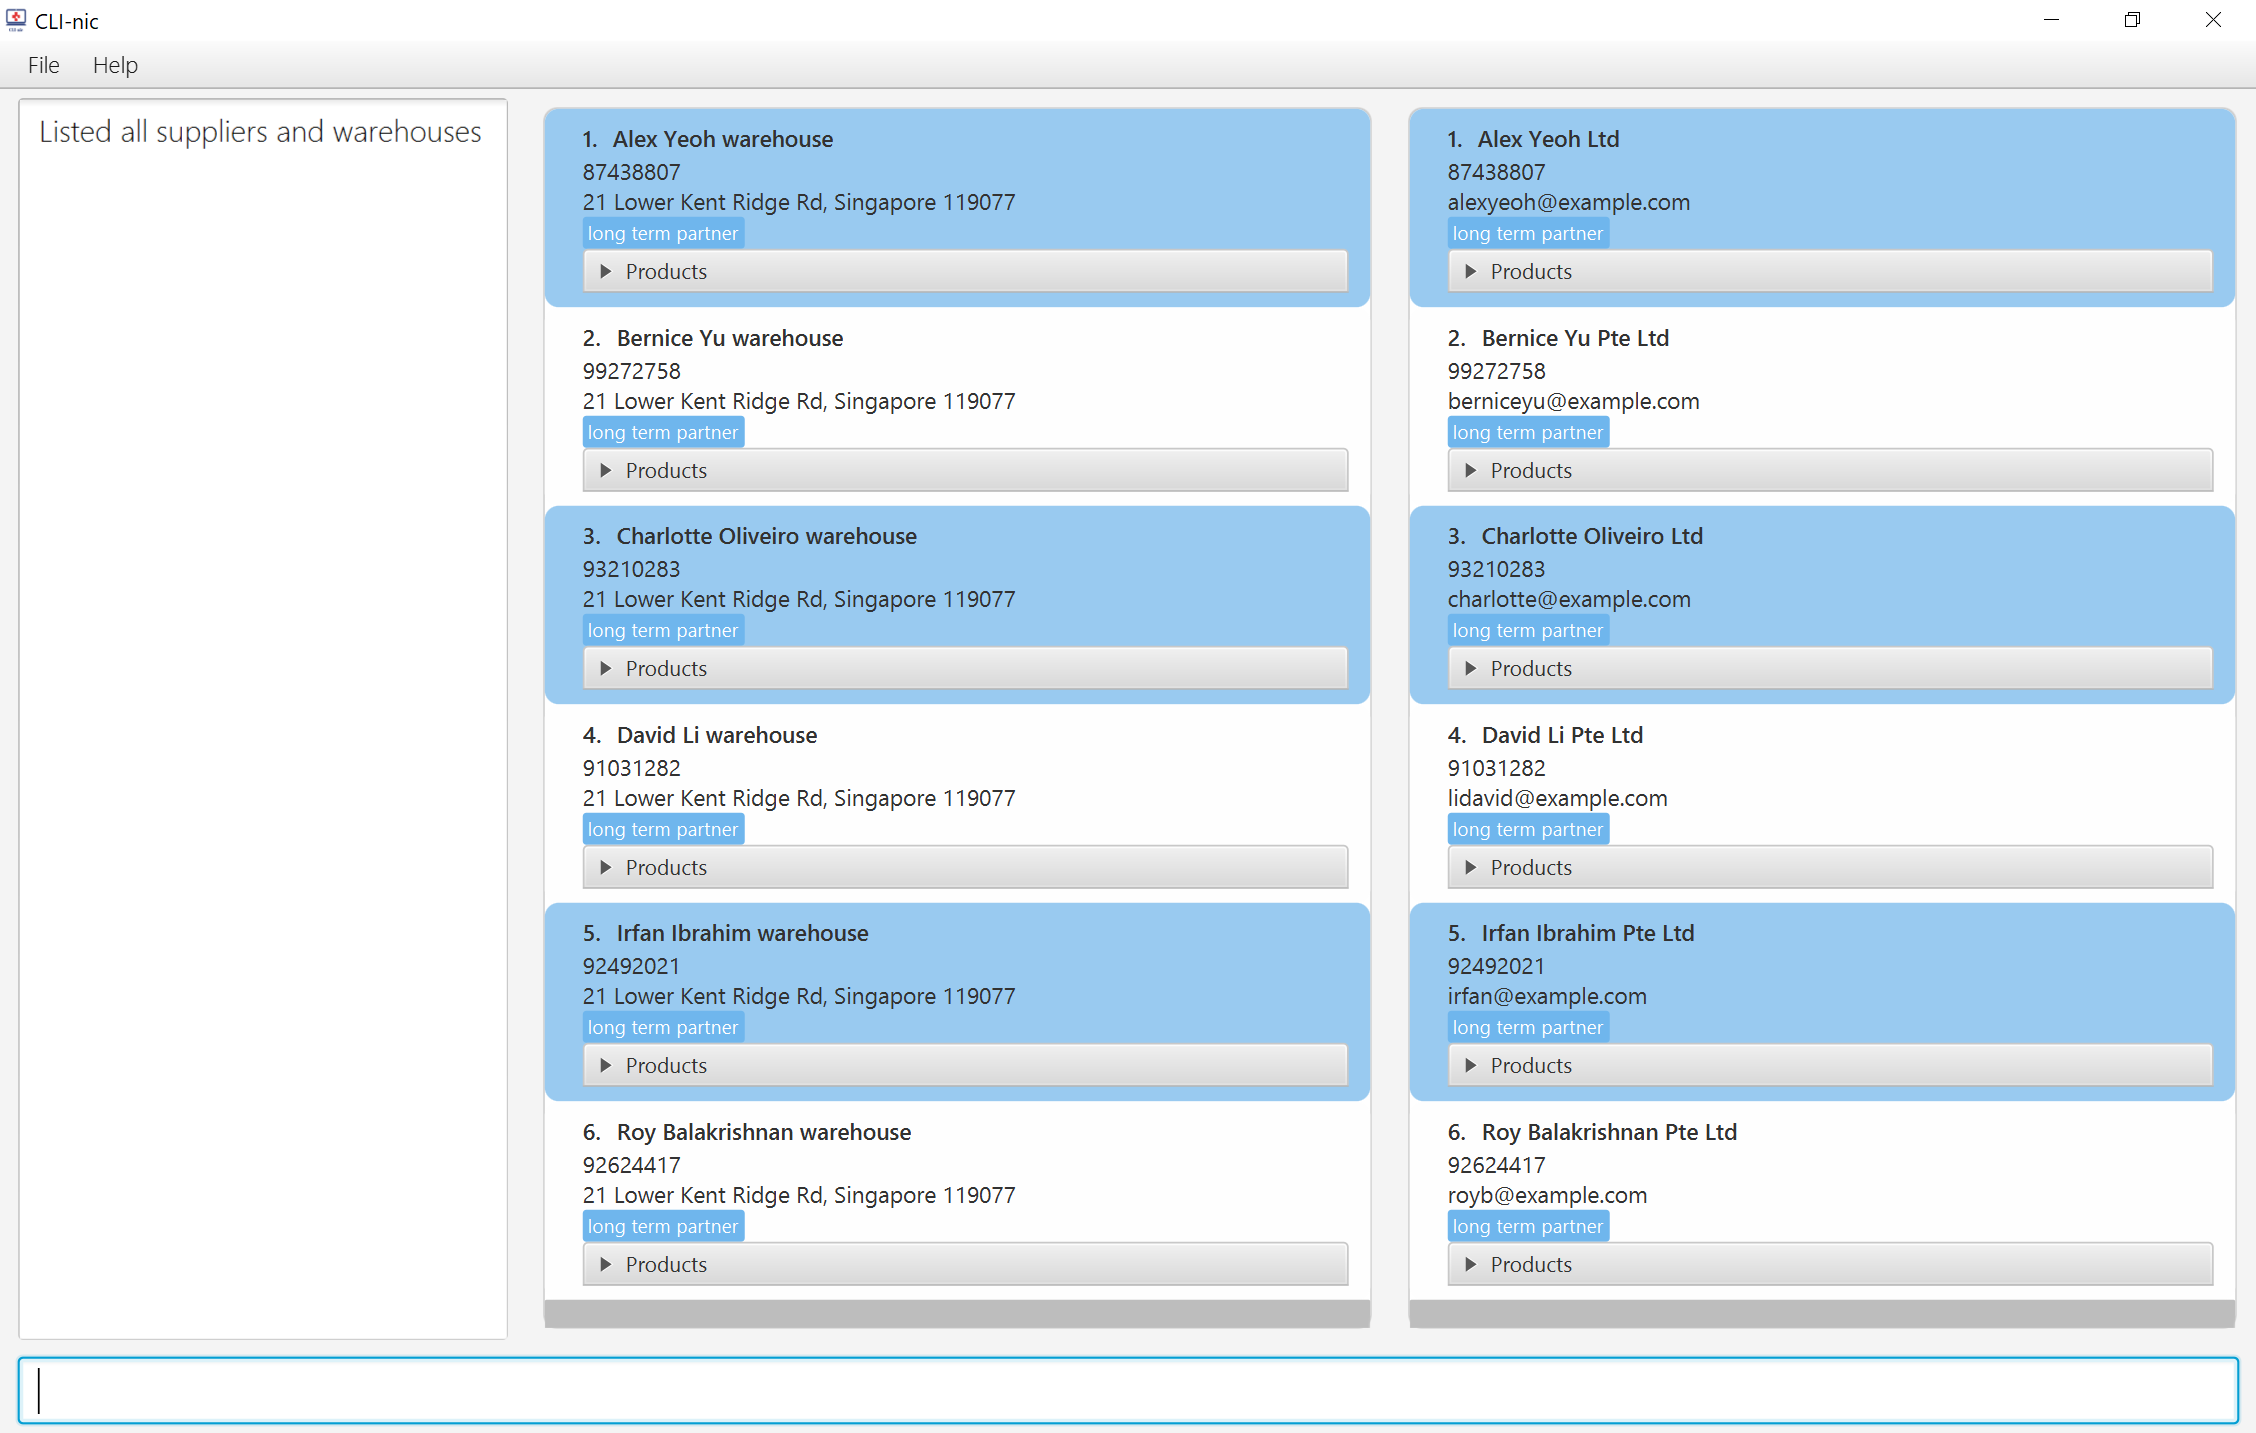 CLI-nic
File Help
Listed all suppliers and warehouses
1. Alex Yeoh warehouse
87438807
21 Lower Kent Ridge Rd, Singapore 119077
long term partner
Products
2. Bernice Yu warehouse
99272758
21 Lower Kent Ridge Rd, Singapore 119077
long term partner
Products
3. Charlotte Oliveiro warehouse
93210283
21 Lower Kent Ridge Rd, Singapore 119077
long term partner
Products
4. David Li warehouse
91031282
21 Lower Kent Ridge Rd, Singapore 119077
long term partner
Products
5. Irfan Ibrahim warehouse
92492021
21 Lower Kent Ridge Rd, Singapore 119077
long term partner
Products
6. Roy Balakrishnan warehouse
92624417
21 Lower Kent Ridge Rd, Singapore 119077
long term partner
Products
1. Alex Yeoh Ltd
87438807
alexyeoh@example.com
long term partner
Products
2. Bernice Yu Pte Ltd
99272758
berniceyu@example.com
long term partner
Products
3. Charlotte Oliveiro Ltd
93210283
charlotte@example.com
long term partner
Products
4. David Li Pte Ltd
91031282
lidavid@example.com
long term partner
Products
5. Irfan Ibrahim Pte Ltd
92492021
irfan@example.com
long term partner
Products
6. Roy Balakrishnan Pte Ltd
92624417
royb@example.com
long term partner
Products